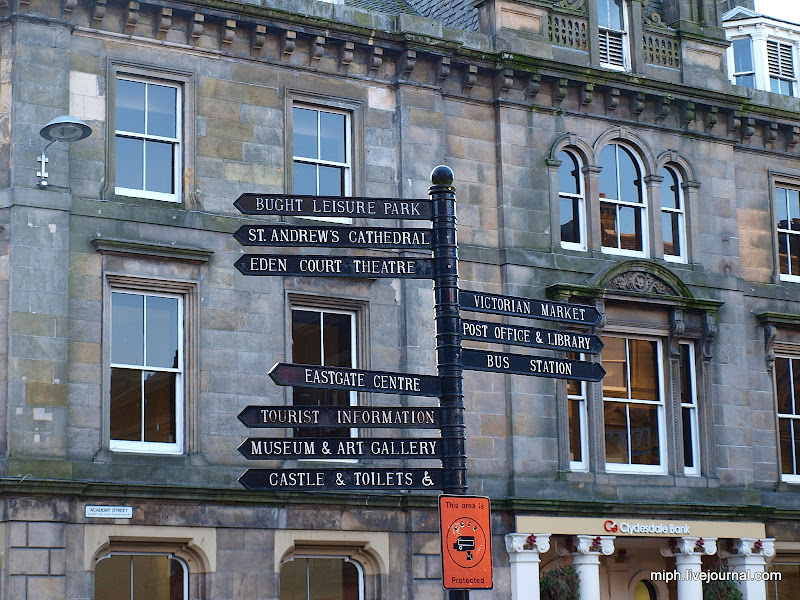 BUGHT LEISURE PARK
ST. ANDREW'S CATHEDRAL
EDEN COURT THEATRE
VICTORIAN MARKET
POST OFFICE & LIBRARY
BUS STATION
EASTGATE CENTRE
TOURIST INFORMATION
MUSEUM & ART GALLERY
CASTLE & TOILETS
ACADEMY STREET
This area is
Protected
Clydesdale Bank
miph.livejournal.com